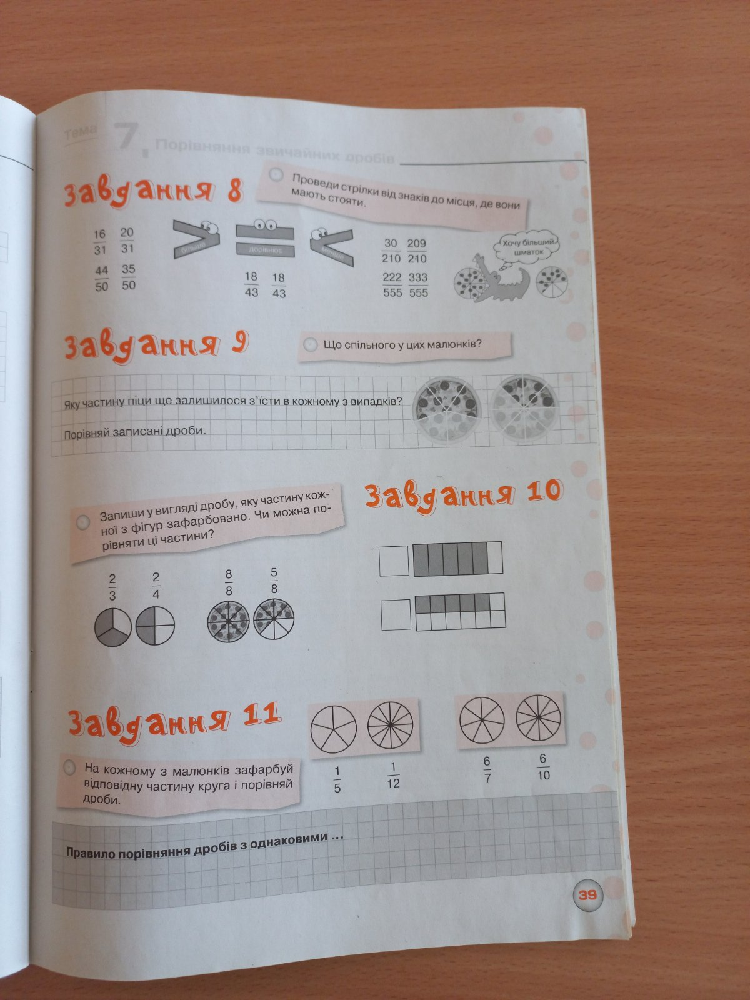 Тема 7. Порівняння звичайних дробів
Завдання 8
Проведи стрілки від знаків до місця, де вони
мають стояти.
16/31 20/31
44/50 35/50
більше
дорівнює
менше
18/43 18/43
30/210 209/210
222/555 333/555
Хочу більший
шматок
Завдання 9
Що спільного у цих малюнків?
Яку частину піци ще залишилося з’їсти в кожному з випадків?
Порівняй записані дроби.
Запиши у вигляді дробу, яку частину кож-
ної з фігур зафарбовано. Чи можна по-
рівняти ці частини?
2/3 2/4 8/8 5/8
Завдання 10
Завдання 11
На кожному з малюнків зафарбуй
відповідну частину круга і порівняй
дроби.
1/5 1/12 6/7 6/10
Правило порівняння дробів з однаковими ...
39